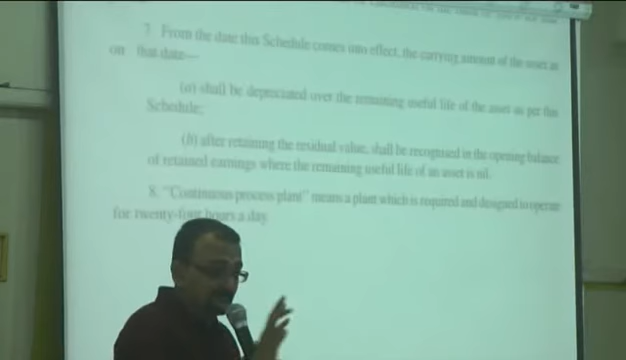 7. From the date this Schedule comes into effect, the carrying amount of the asset as
on that date—
(a) shall be depreciated over the remaining useful life of the asset as per this
Schedule;
(b) after retaining the residual value, shall be recognised in the opening balance
of retained earnings where the remaining useful life of an asset is nil.
8. “Continuous process plant” means a plant which is required and designed to operate
for twenty-four hours a day